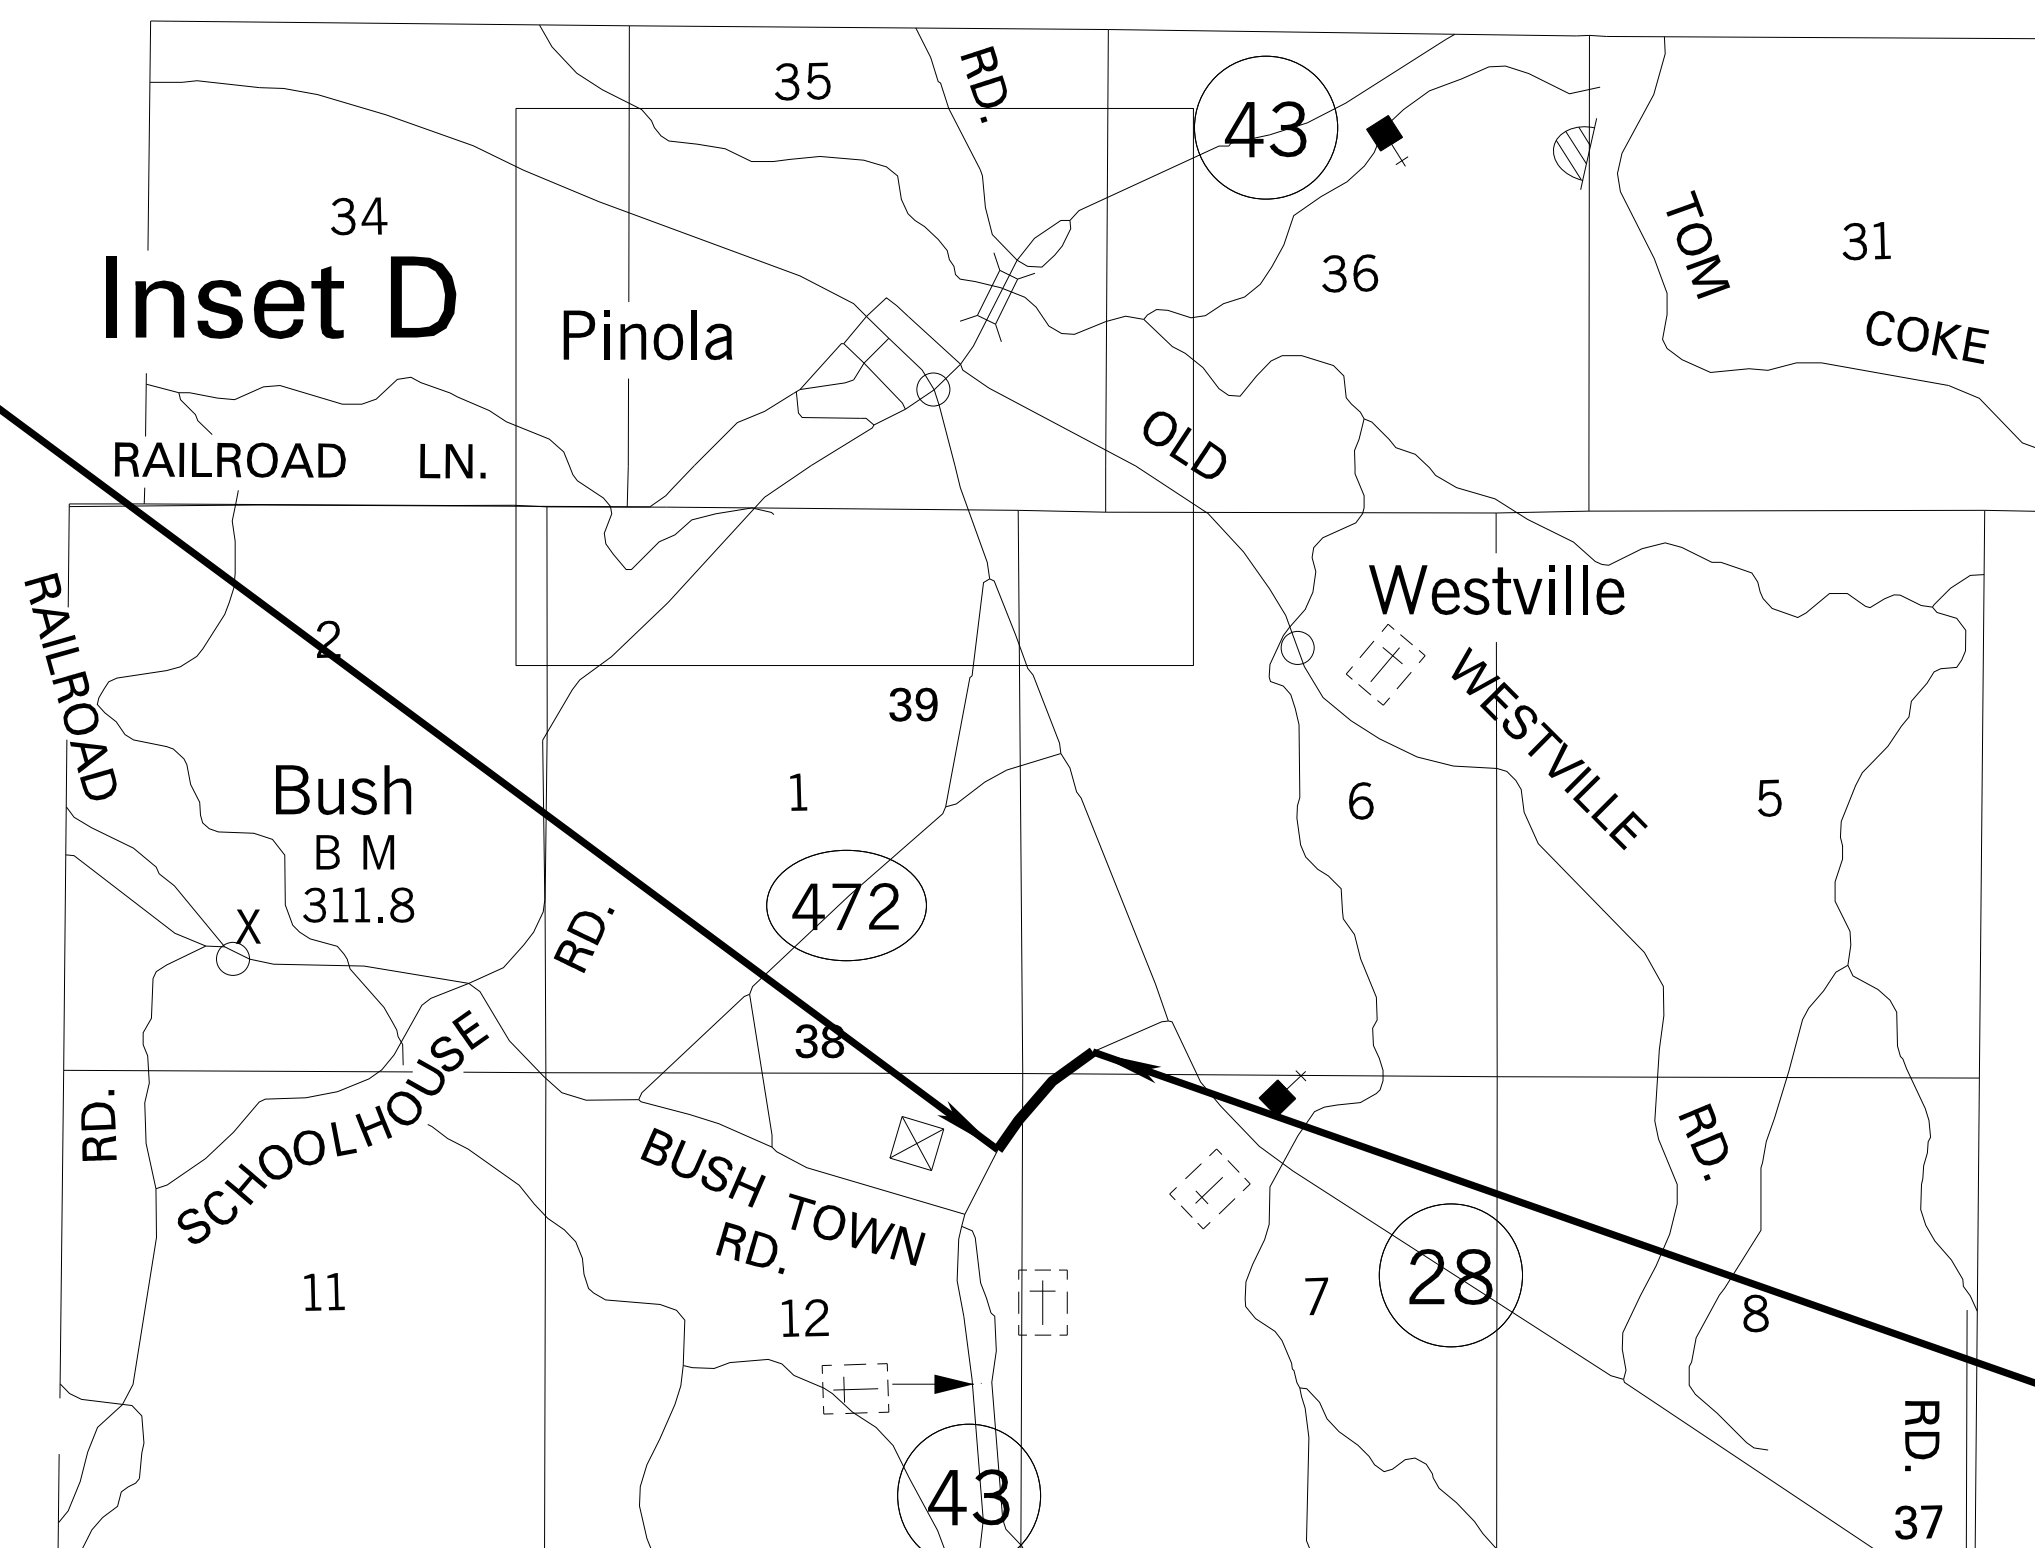 35
RD.
43
34
TOM
31
36
Inset D
Pinola
COKE
OLD
RAILROAD LN.
RAILROAD
2
Westville
39
WESTVILLE
Bush
B M
311.8
1
6
5
472
X
RD.
38
SCHOOLHOUSE
RD.
BUSH TOWN
RD.
RD.
11
12
7
28
8
RD.
43
37